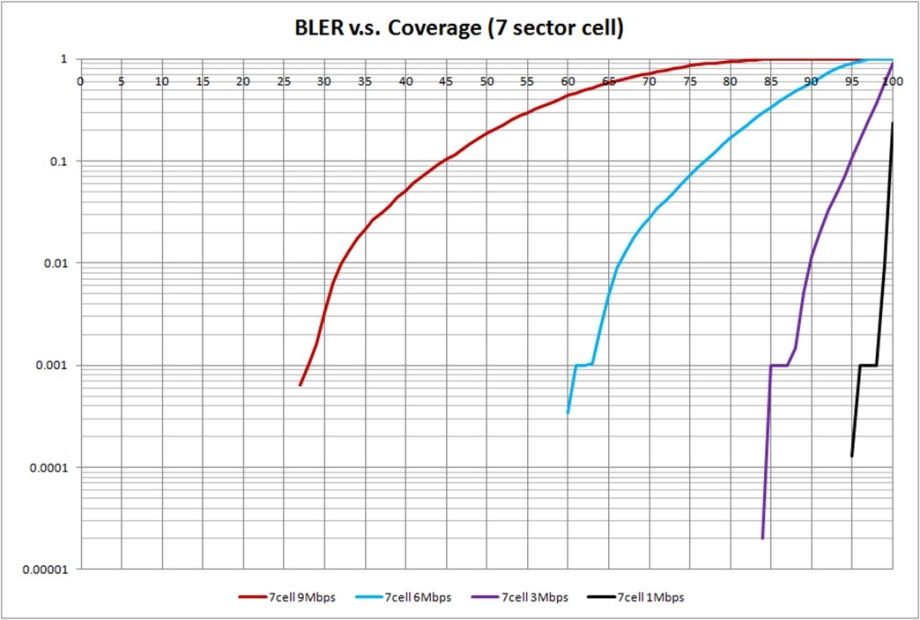 BLER v.s. Coverage (7 sector cell)
1
0 5 10 15 20 25 30 35 40 45 50 55 60 65 70 75 80 85 90 95 100
0.1
0.01
0.001
0.0001
0.00001
7cell 9Mbps 7cell 6Mbps 7cell 3Mbps 7cell 1Mbps